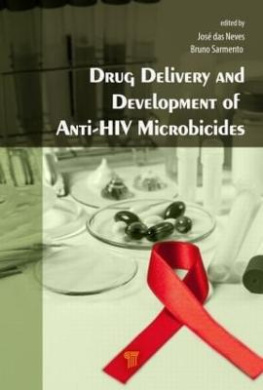 edited by
José das Neves
Bruno Sarmento
Drug Delivery and
Development of
Anti-HIV Microbicides